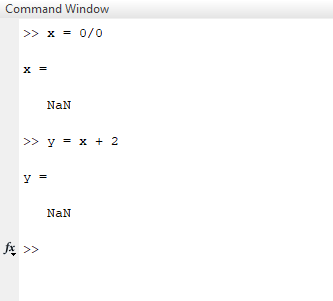 Command Window
>> x = 0/0
x =
NaN
>> y = x + 2
y =
NaN
fx >>